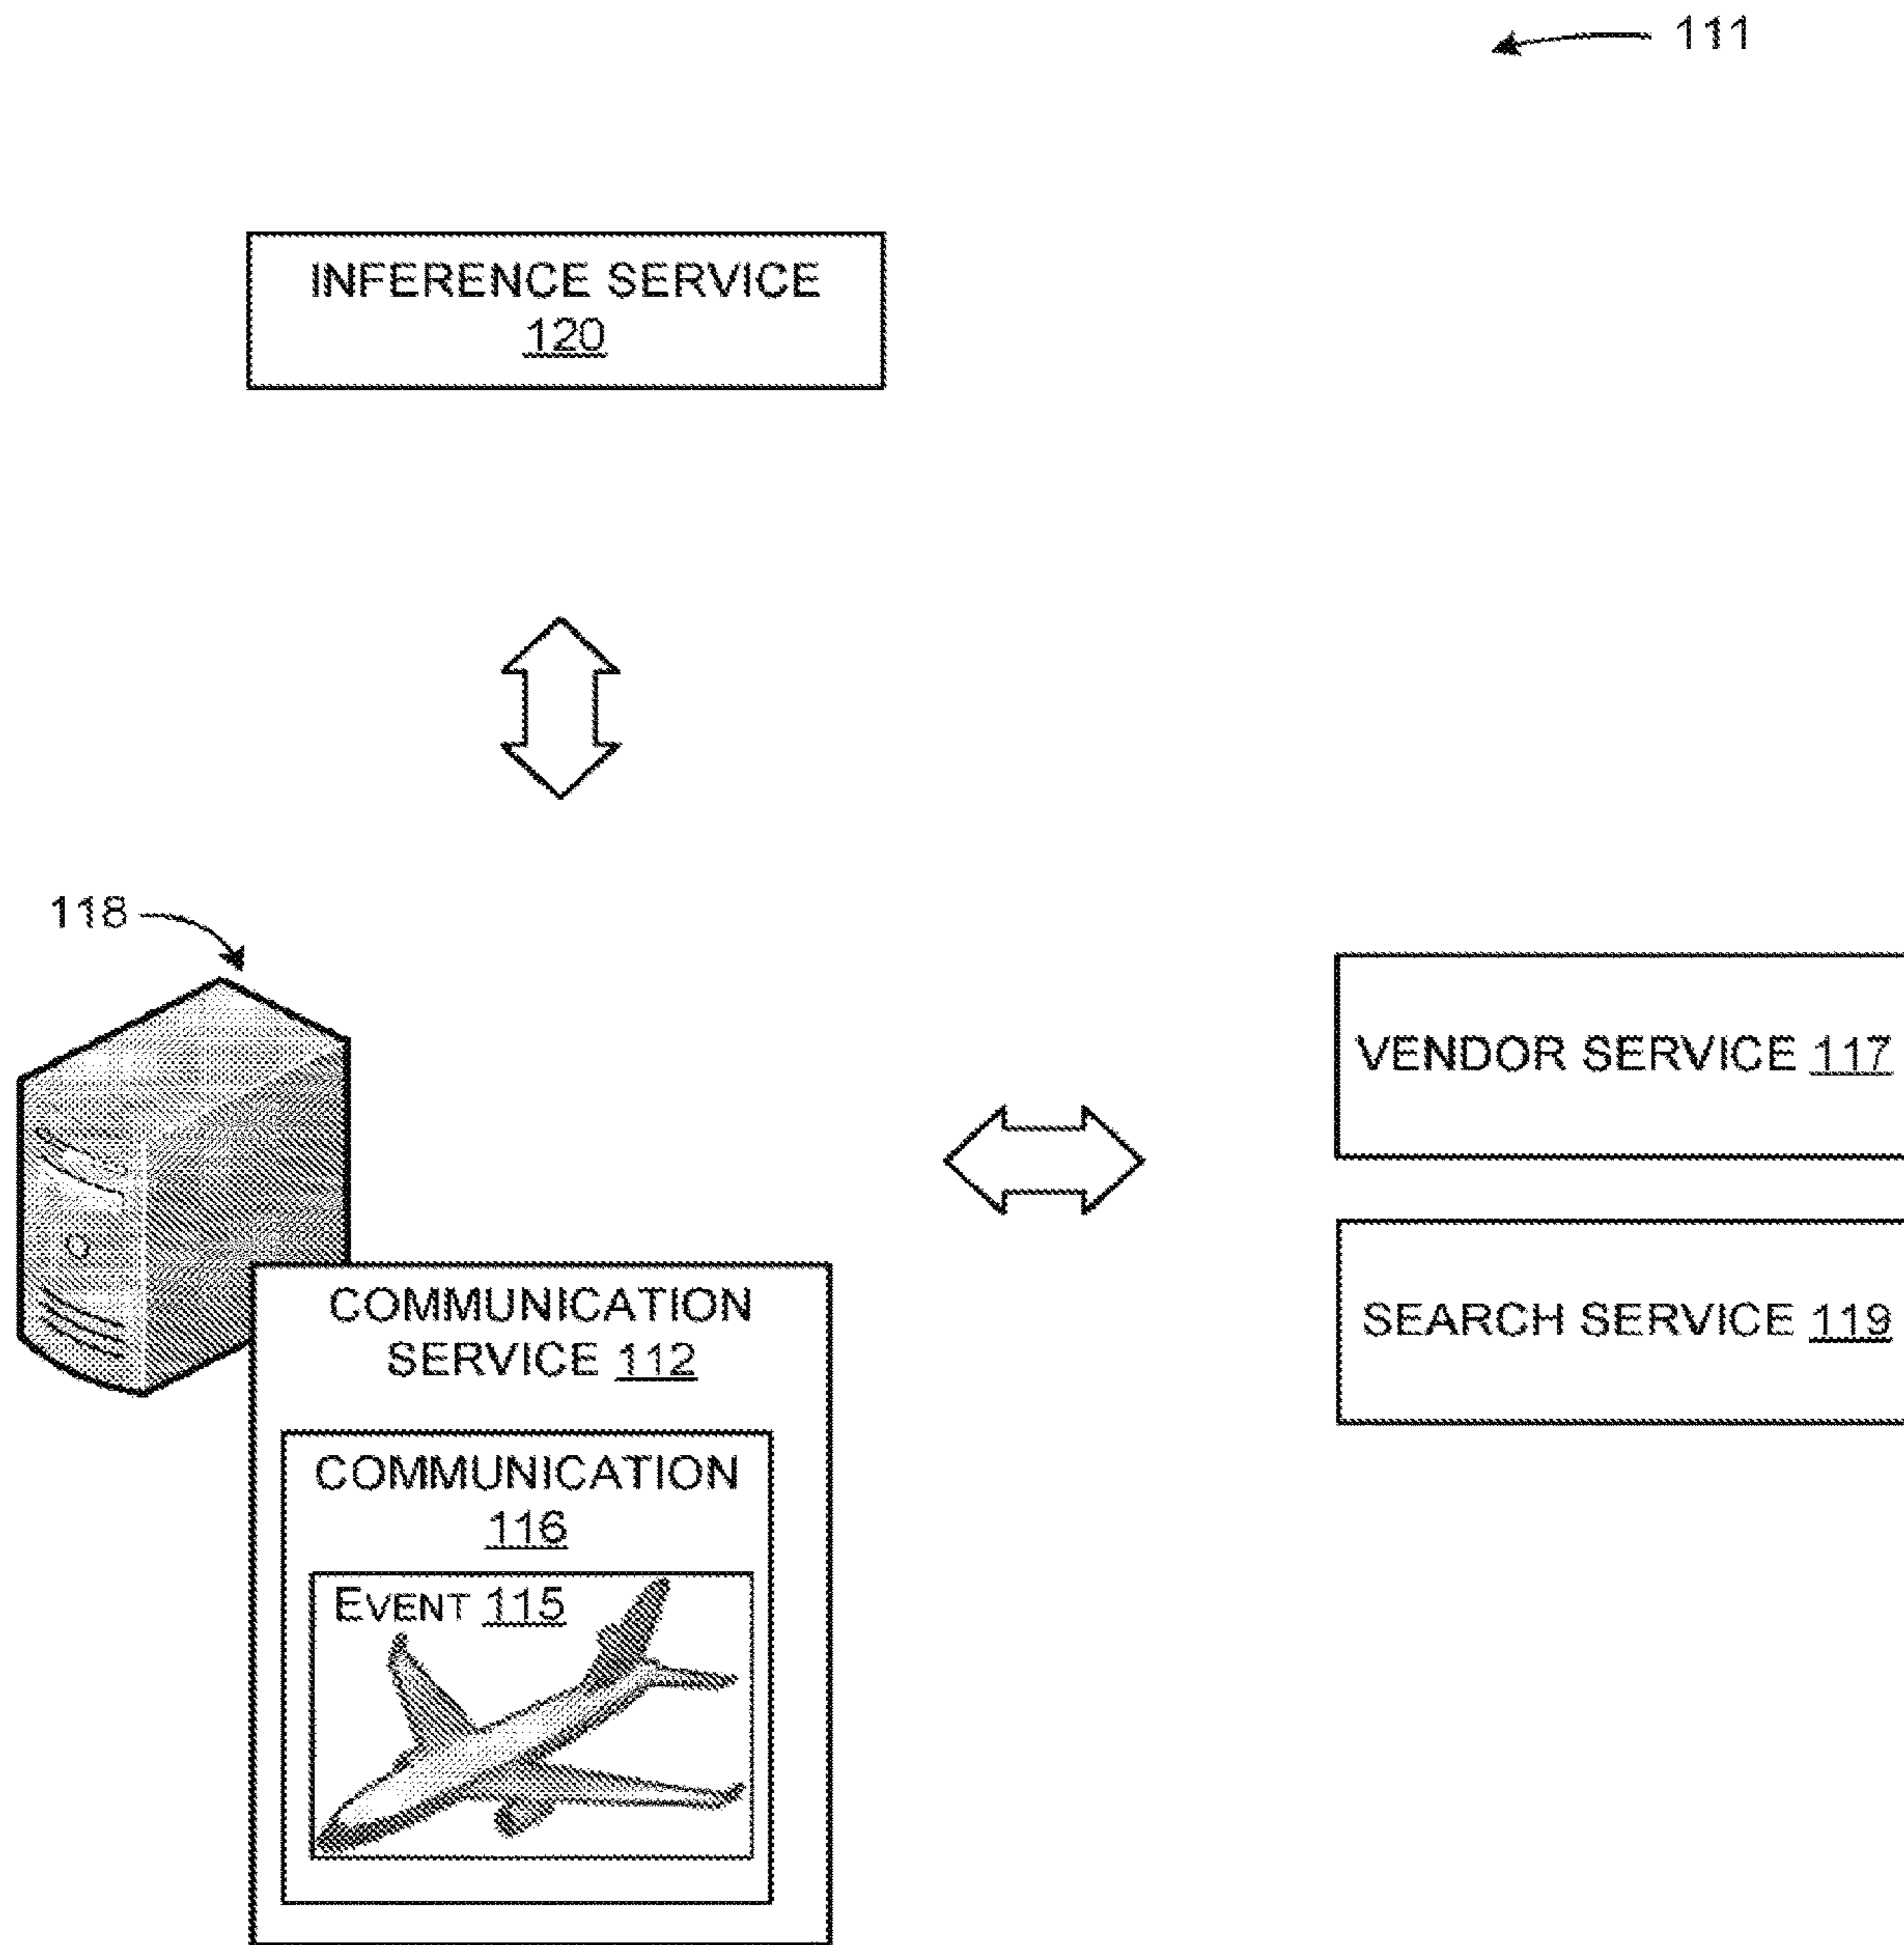 111
INFERENCE SERVICE
120
118
VENDOR SERVICE 117
SEARCH SERVICE 119
COMMUNICATION
SERVICE 112
COMMUNICATION
116
EVENT 115